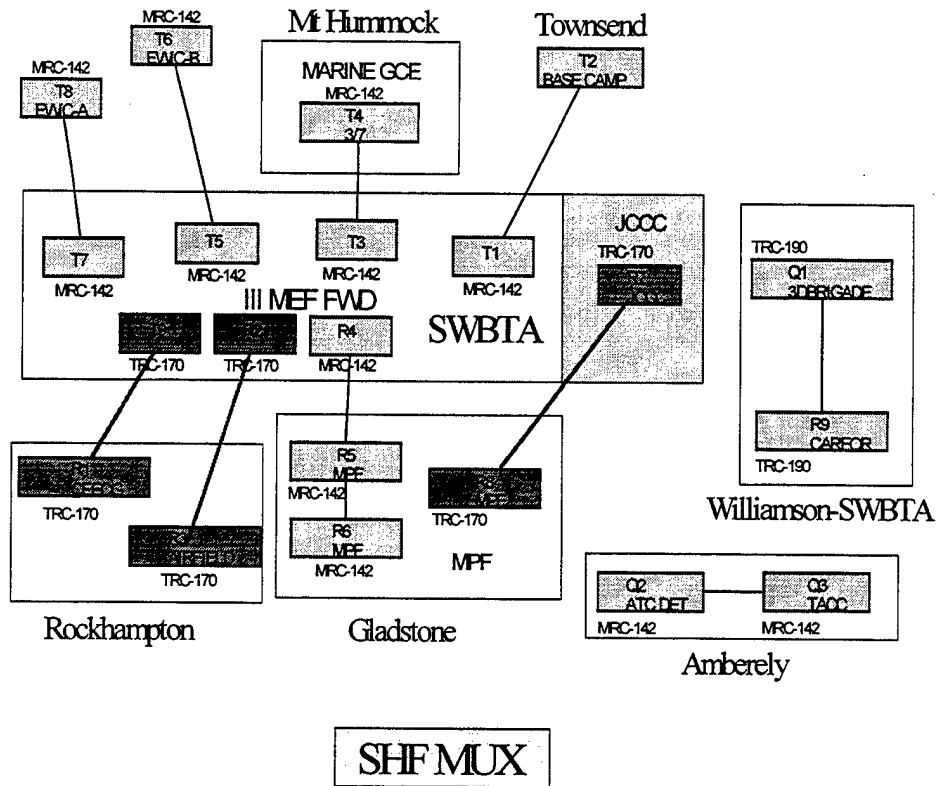 Mt Hummock
Townsend
MRC-142
T6
EWC-B
MRC-142
T8
EWC-A
MARINE GCE
MRC-142
T4
3/7
MRC-142
T2
BASE CAMP
T7
MRC-142
T5
MRC-142
T3
MRC-142
T1
MRC-142
JCCC
TRC-170
III MEF FWD
SWBTA
TRC-170
TRC-170
R4
MRC-142
TRC-190
Q1
3DBRIGADE
R9
CARFOR
TRC-190
Williamson-SWBTA
TRC-170
TRC-170
Rockhampton
R5
MPF
MRC-142
R6
MPF
MRC-142
TRC-170
MPF
Gladstone
Q2
ATC DET
MRC-142
Q3
TACC
MRC-142
Amberely
SHF MUX